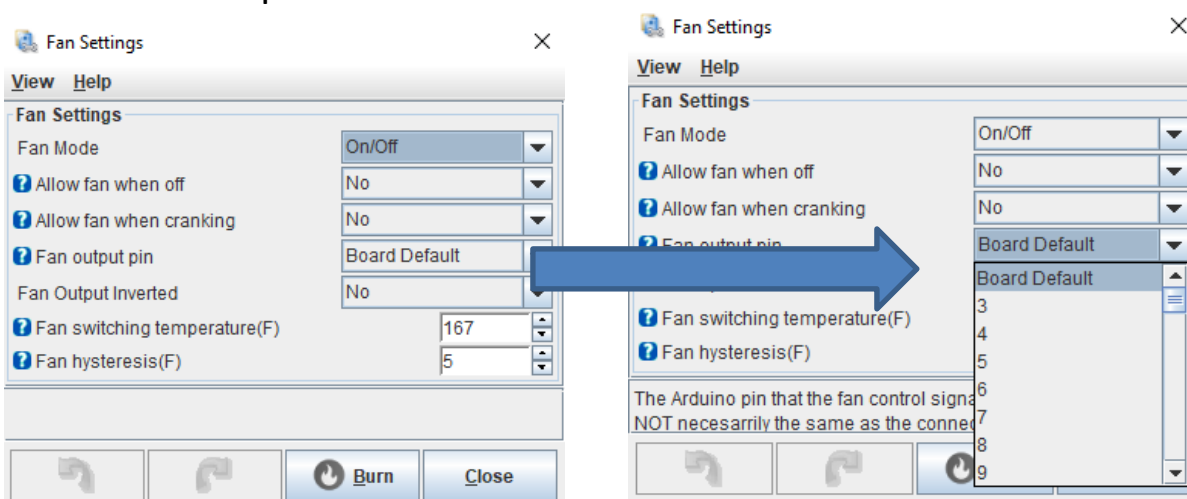 Fan Settings
View Help
Fan Settings
Fan Mode On/Off
Allow fan when off No
Allow fan when cranking No
Fan output pin Board Default
Fan Output Inverted No
Fan switching temperature(F) 167
Fan hysteresis(F) 5
Burn Close
Fan Settings
View Help
Fan Settings
Fan Mode On/Off
Allow fan when off No
Allow fan when cranking No
Fan output pin Board Default
Board Default
3
Fan switching temperature(F) 4
Fan hysteresis(F) 5
The Arduino pin that the fan control 6
NOT necesarrily the same as the 7
8
9